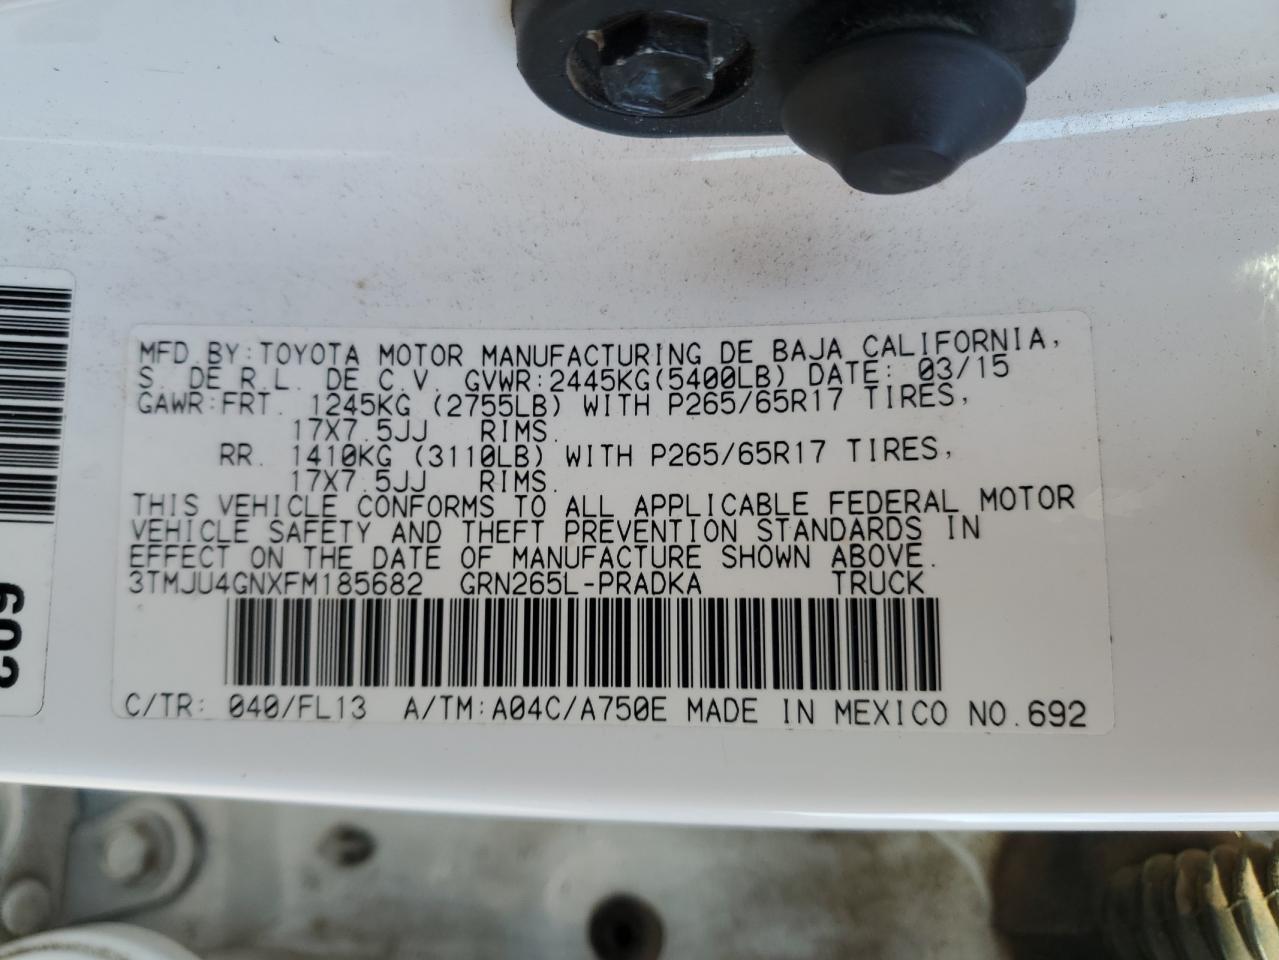 MFD.BY:TOYOTA MOTOR MANUFACTURING DE BAJA CALIFORNIA,
S. DE R.L. DE C.V. GVWR:2445KG(5400LB) DATE: 03/15
GAWR:FRT. 1245KG (2755LB) WITH P265/65R17 TIRES,
17X7.5JJ RIMS.
RR. 1410KG (3110LB) WITH P265/65R17 TIRES,
17X7.5JJ RIMS.
THIS VEHICLE CONFORMS TO ALL APPLICABLE FEDERAL MOTOR
VEHICLE SAFETY AND THEFT PREVENTION STANDARDS IN
EFFECT ON THE DATE OF MANUFACTURE SHOWN ABOVE.
3TMJU4GNXFM185682 GRN265L-PRADKA TRUCK
C/TR: 040/FL13 A/TM:A04C/A750E MADE IN MEXICO NO.692